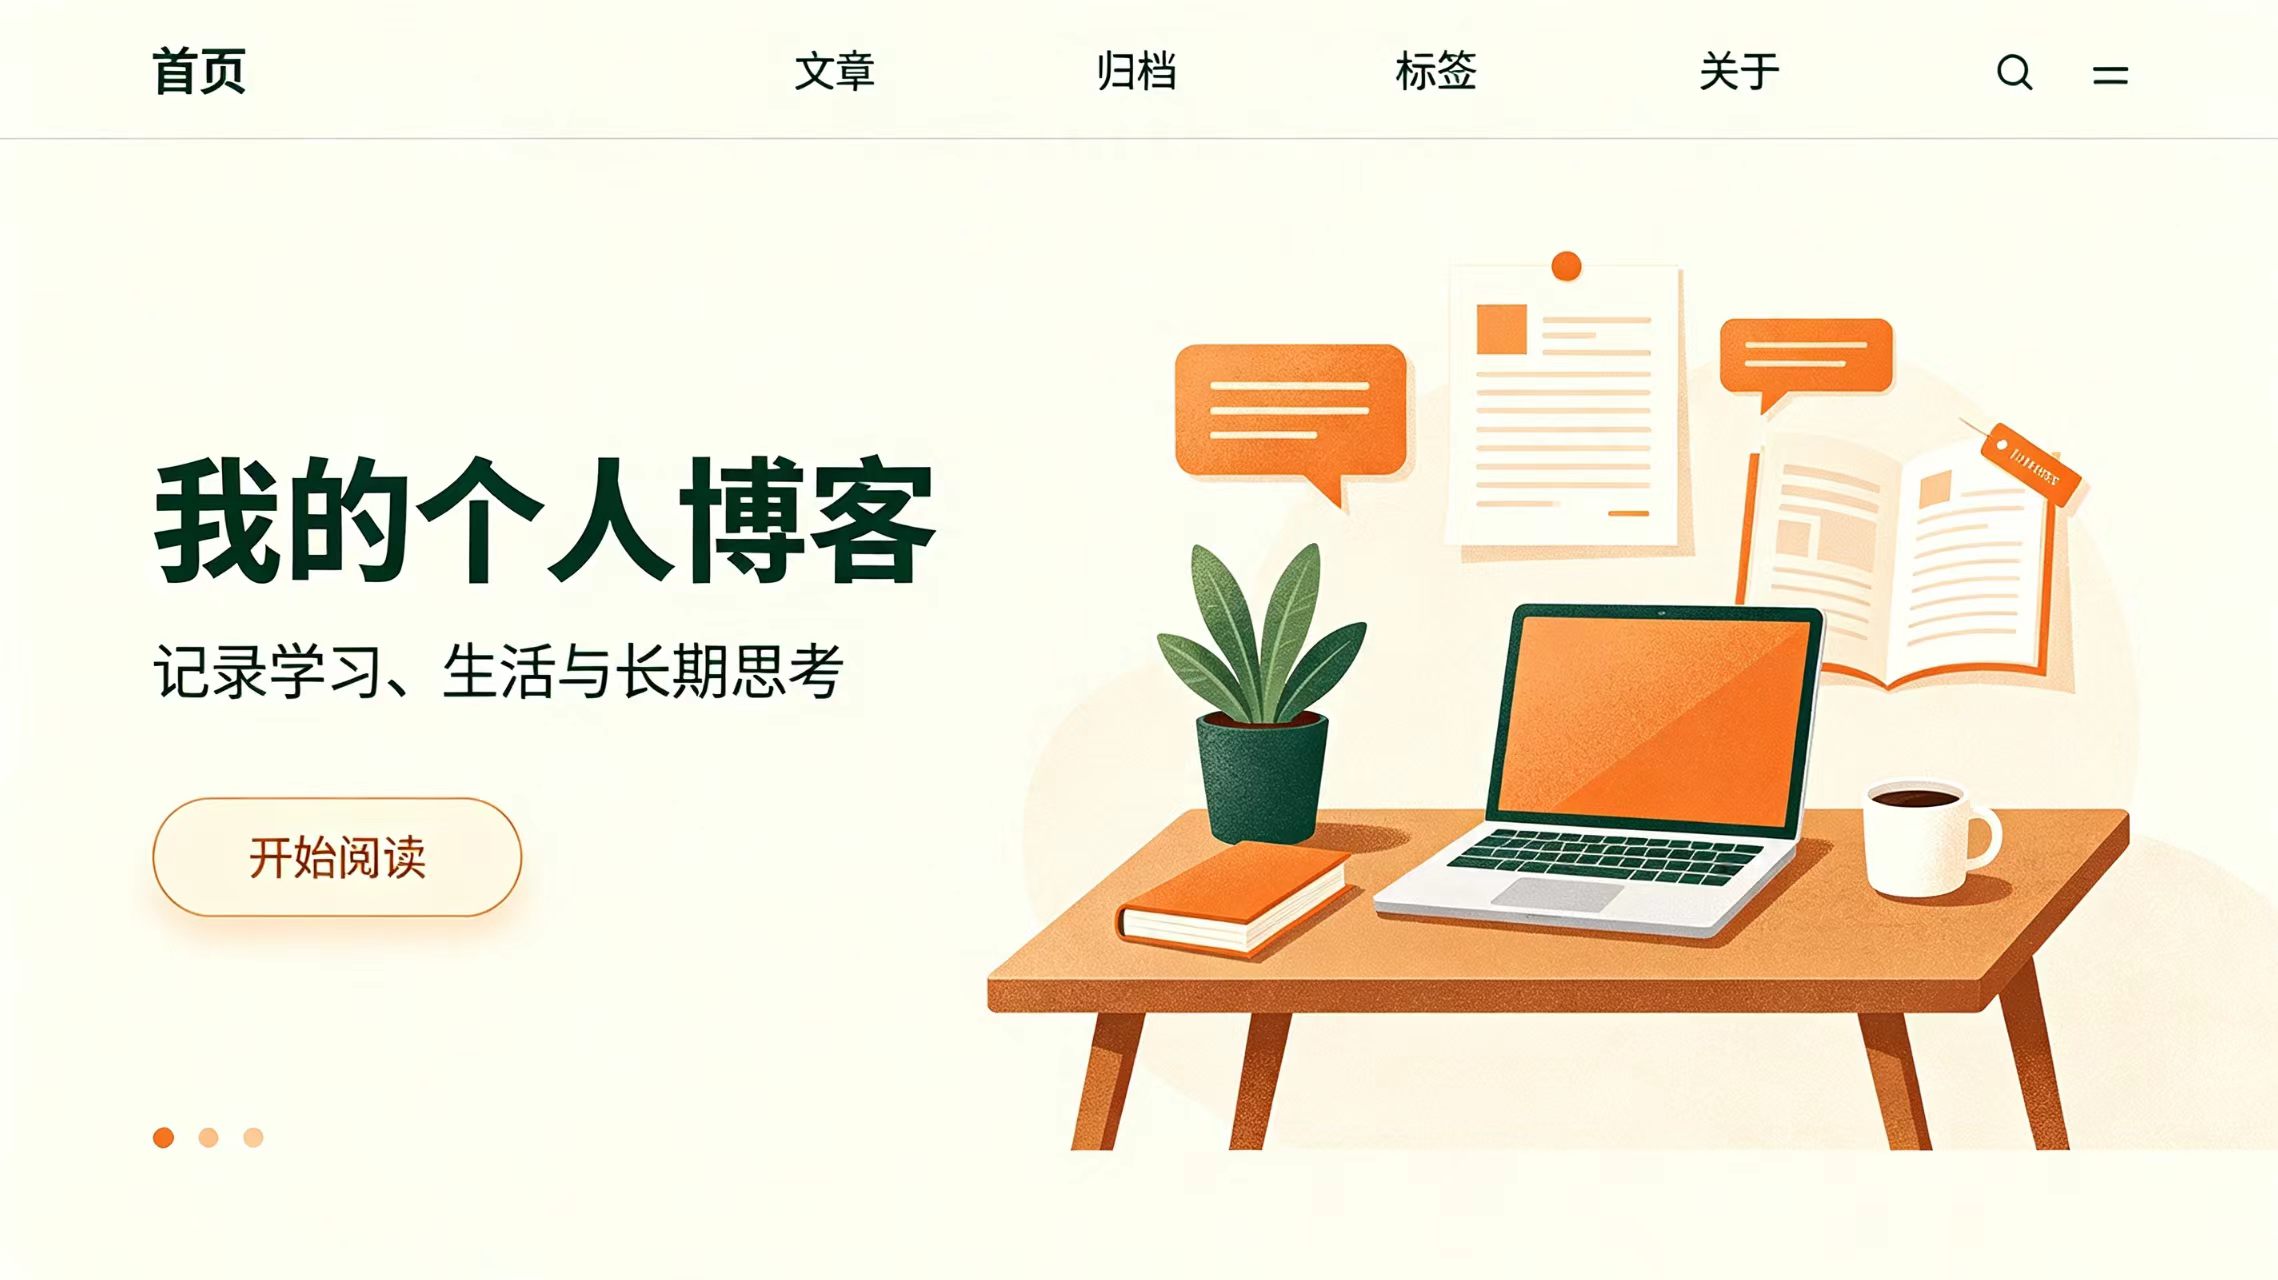 首页
文章
归档
标签
关于
我的个人博客
记录学习、生活与长期思考
开始阅读